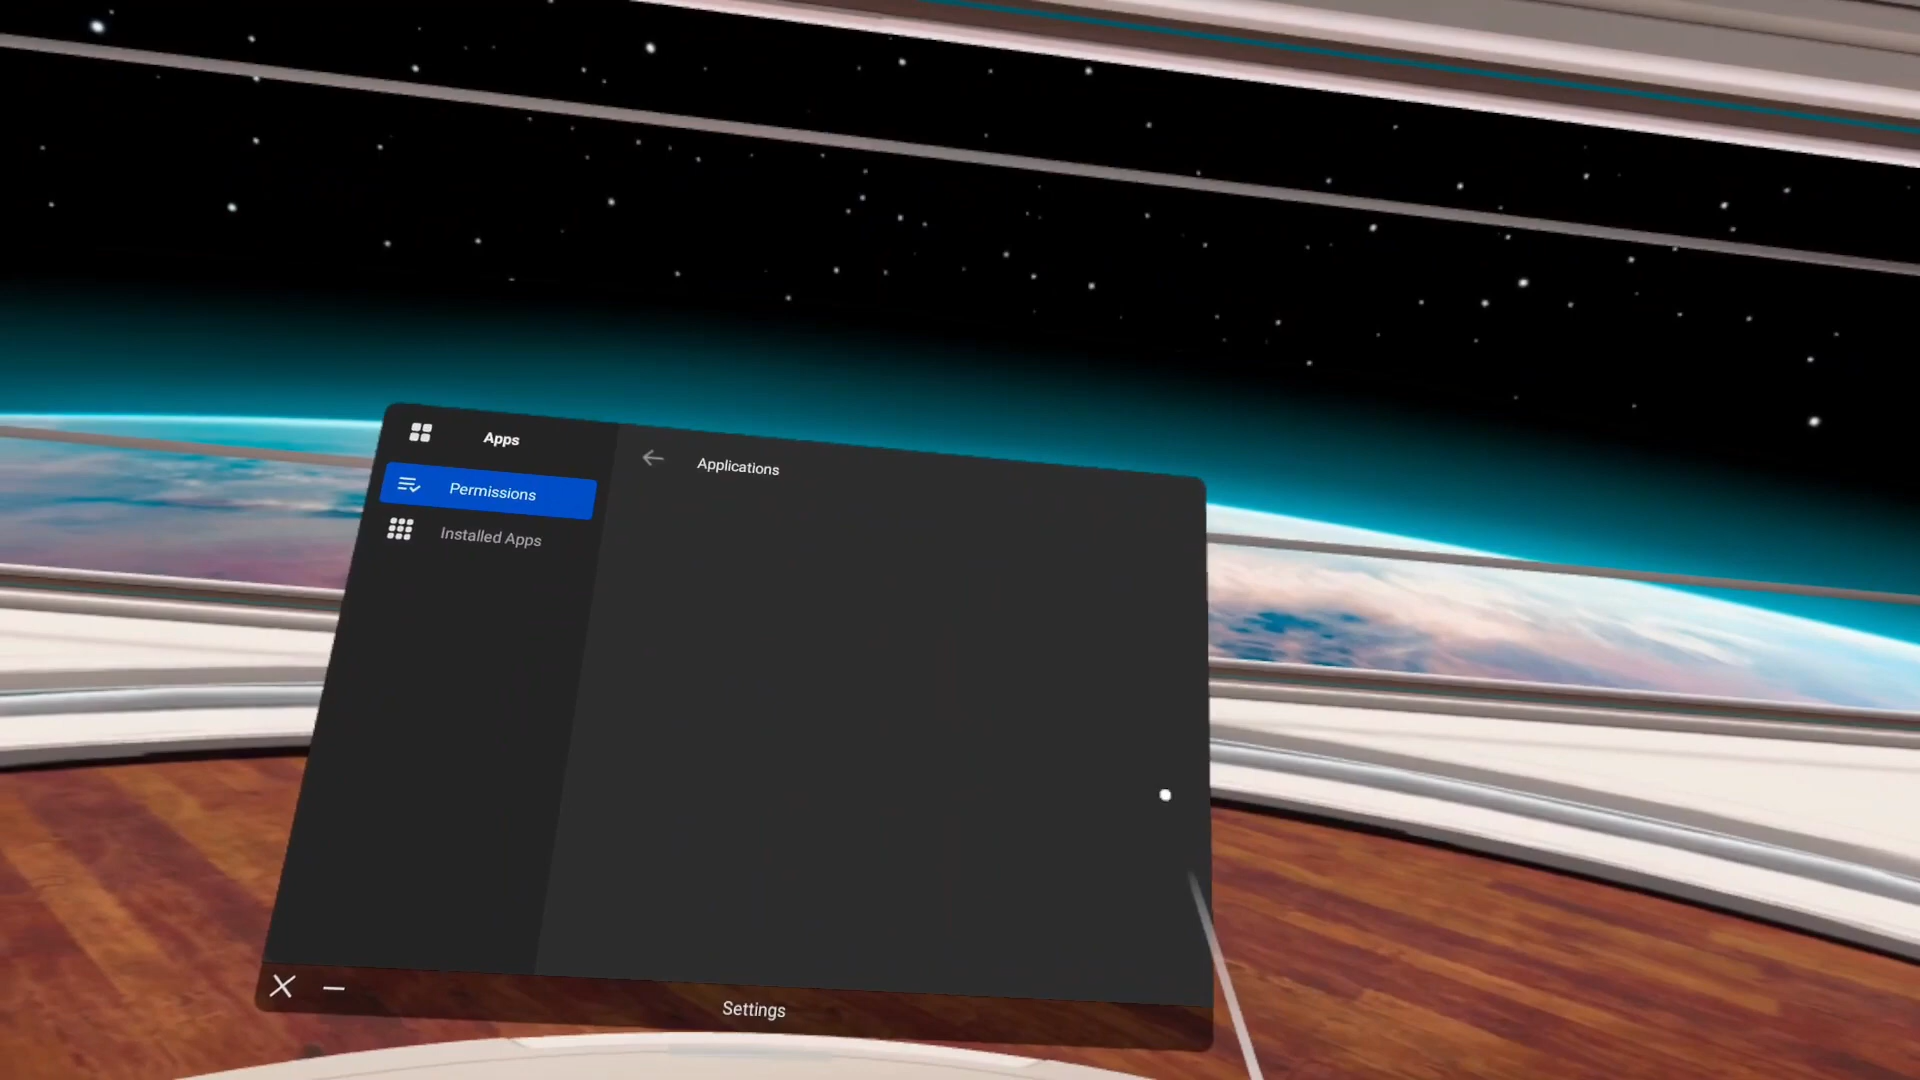 Apps
Permissions
Installed Apps
Applications
Settings